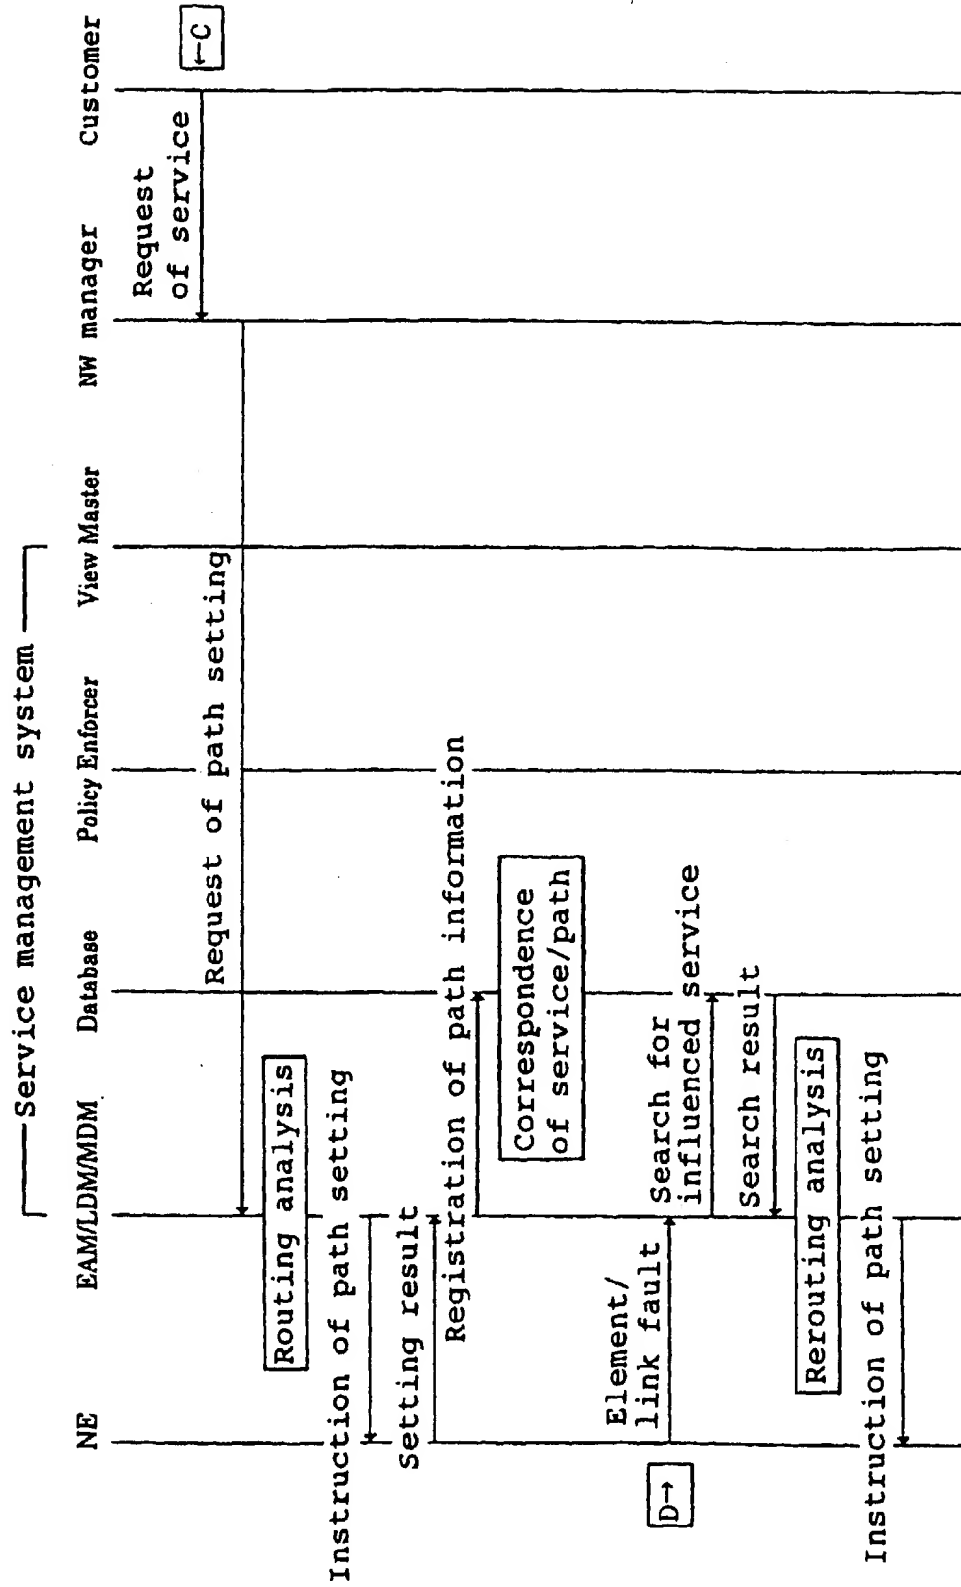 Service management system
NE
EAM/LDM/MDM
Database
Policy Enforcer
View Master
NW manager
Customer
Request
of service
←C
Request of path setting
Routing analysis
Instruction of path setting
Setting result
Registration of path information
Correspondence
of service/path
D→
Element/
link fault
Search for
influenced service
Search result
Rerouting analysis
Instruction of path setting